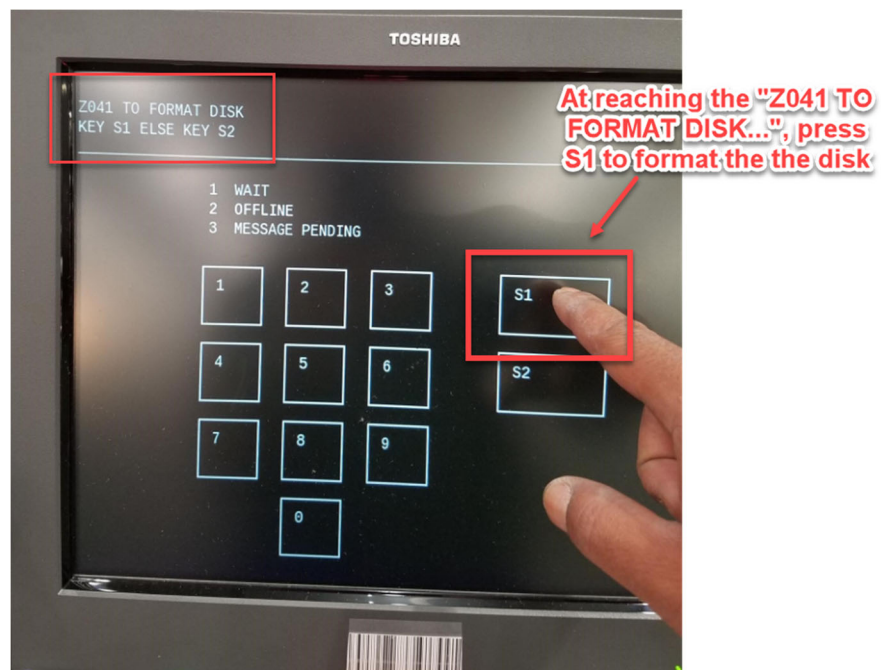 TOSHIBA
Z041 TO FORMAT DISK
KEY S1 ELSE KEY S2
At reaching the "Z041 TO
FORMAT DISK...", press
S1 to format the the disk
1 WAIT
2 OFFLINE
3 MESSAGE PENDING
1 2 3 S1
4 5 6 S2
7 8 9
0